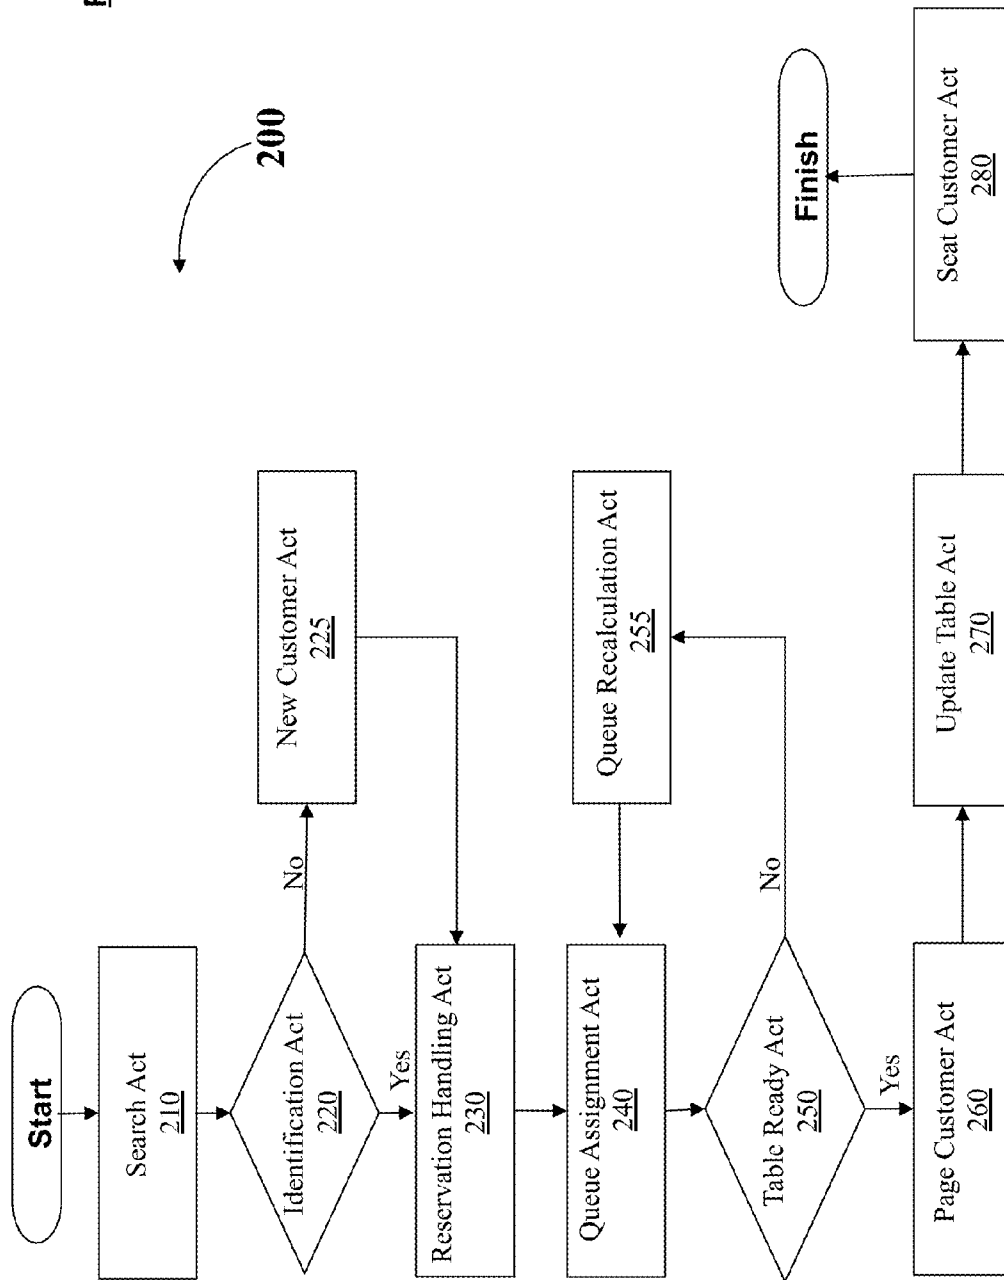 200
Start
Search Act
210
Identification Act
220
No
New Customer Act
225
Yes
Reservation Handling Act
230
Queue Assignment Act
240
Queue Recalculation Act
255
Table Ready Act
250
No
Yes
Page Customer Act
260
Update Table Act
270
Seat Customer Act
280
Finish